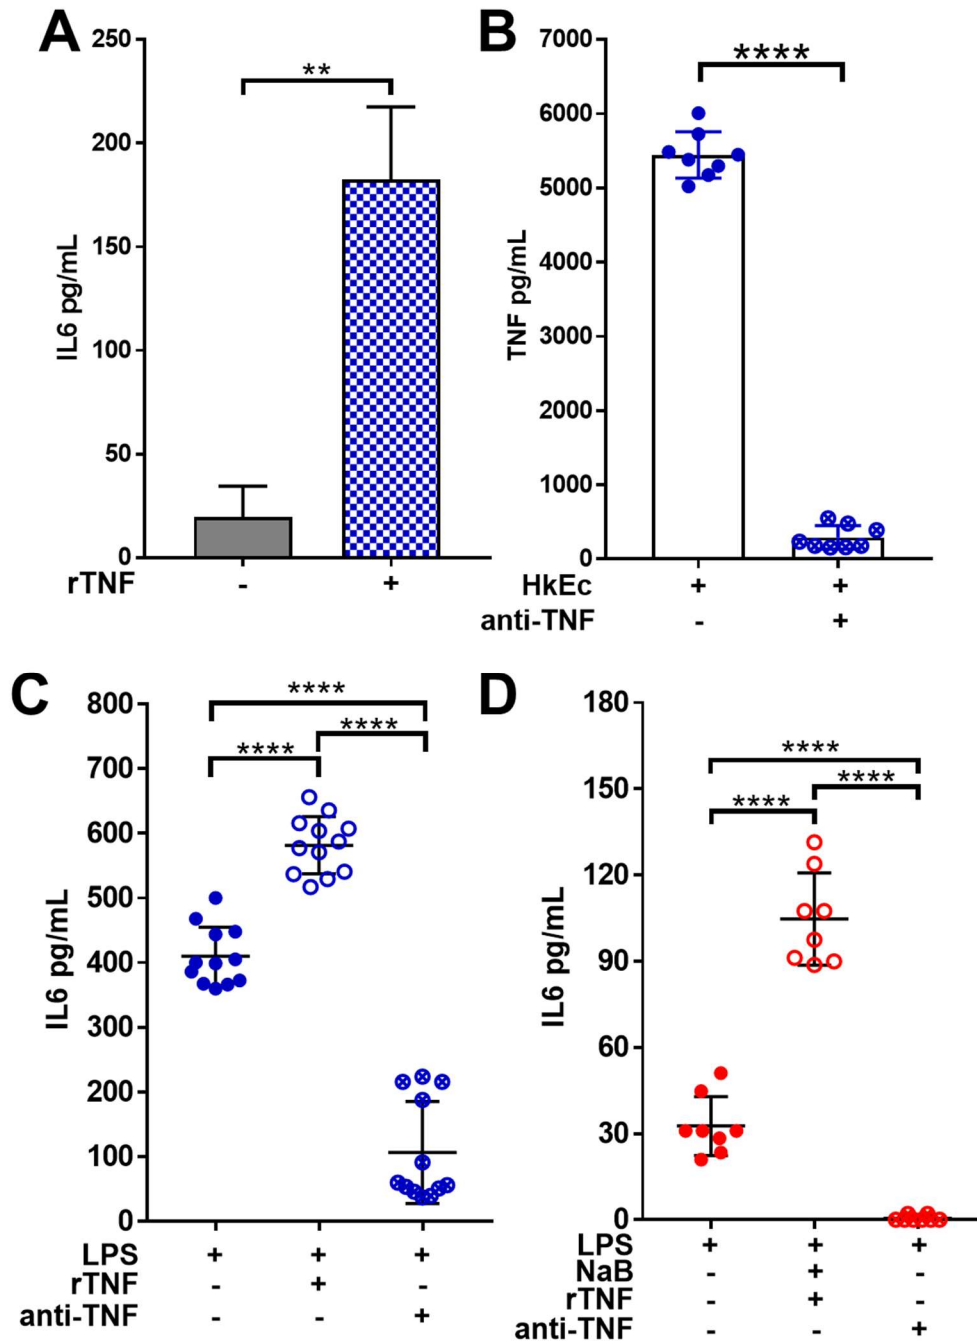 A
250
200
150
100
50
0
IL6 pg/mL
**
rTNF - +
B
7000
6000
5000
4000
3000
2000
1000
0
TNF pg/mL
****
HkEc + +
anti-TNF - +
C
800
700
600
500
400
300
200
100
0
IL6 pg/mL
****
****
****
LPS + + +
rTNF - + -
anti-TNF - - +
D
180
150
120
90
60
30
0
IL6 pg/mL
****
****
****
LPS + + +
NaB - + -
rTNF - + -
anti-TNF - - +